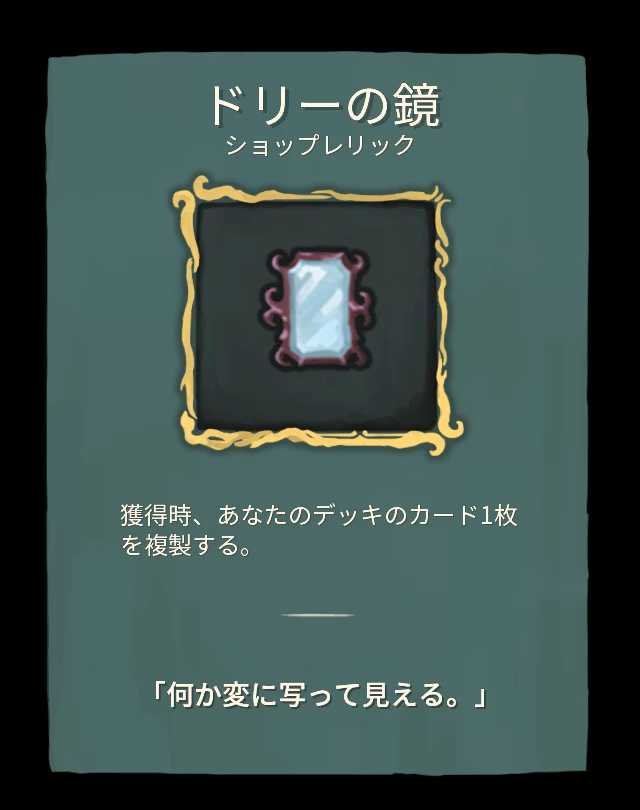 ドリーの鏡
ショップレリック
獲得時、あなたのデッキのカード1枚
を複製する。
「何か変に写って見える。」